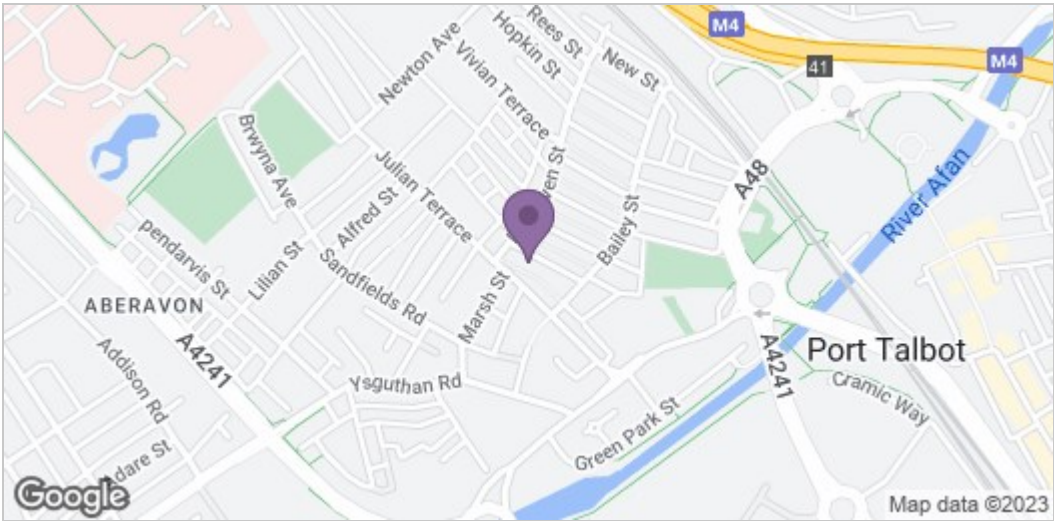 Rees St
Hopkin St
Vivian Terrace
New St
Newton Ave
M4
41
M4
Brwyna Ave
Julian Terrace
Alfred St
Bailey St
A48
River Afan
pendarvis St
Lilian St
Sandfields Rd
Marsh St
ABERAVON
A4241
Addison Rd
Ysguthan Rd
A4241
Port Talbot
Cramic Way
Green Park St
Adare St
Google
Map data ©2023